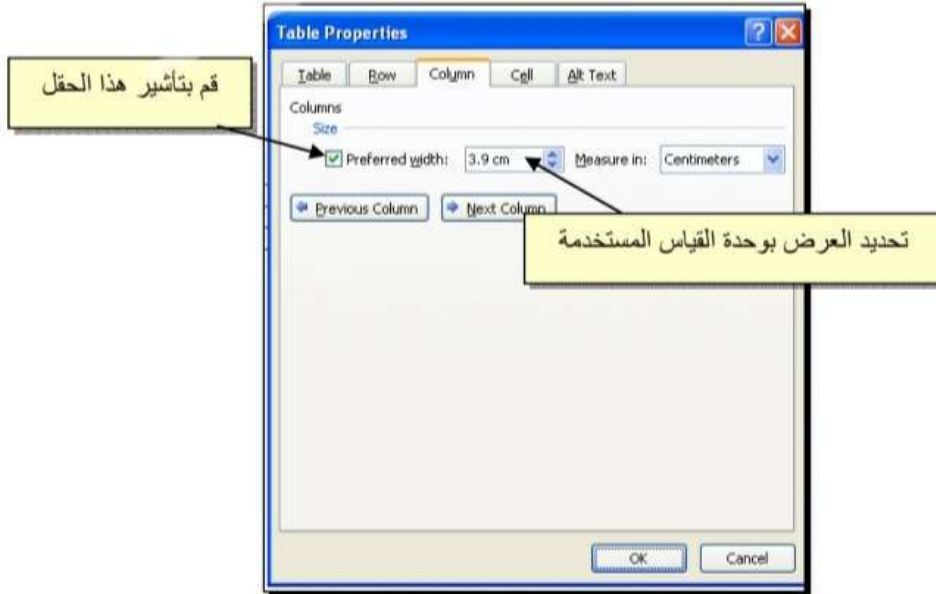 Table Properties
Table Row Column Cell Alt Text
قم بتأشير هذا الحقل
Columns
Size
Preferred width: 3.9 cm Measure in: Centimeters
Previous Column Next Column
تحديد العرض بوحدة القياس المستخدمة
OK Cancel